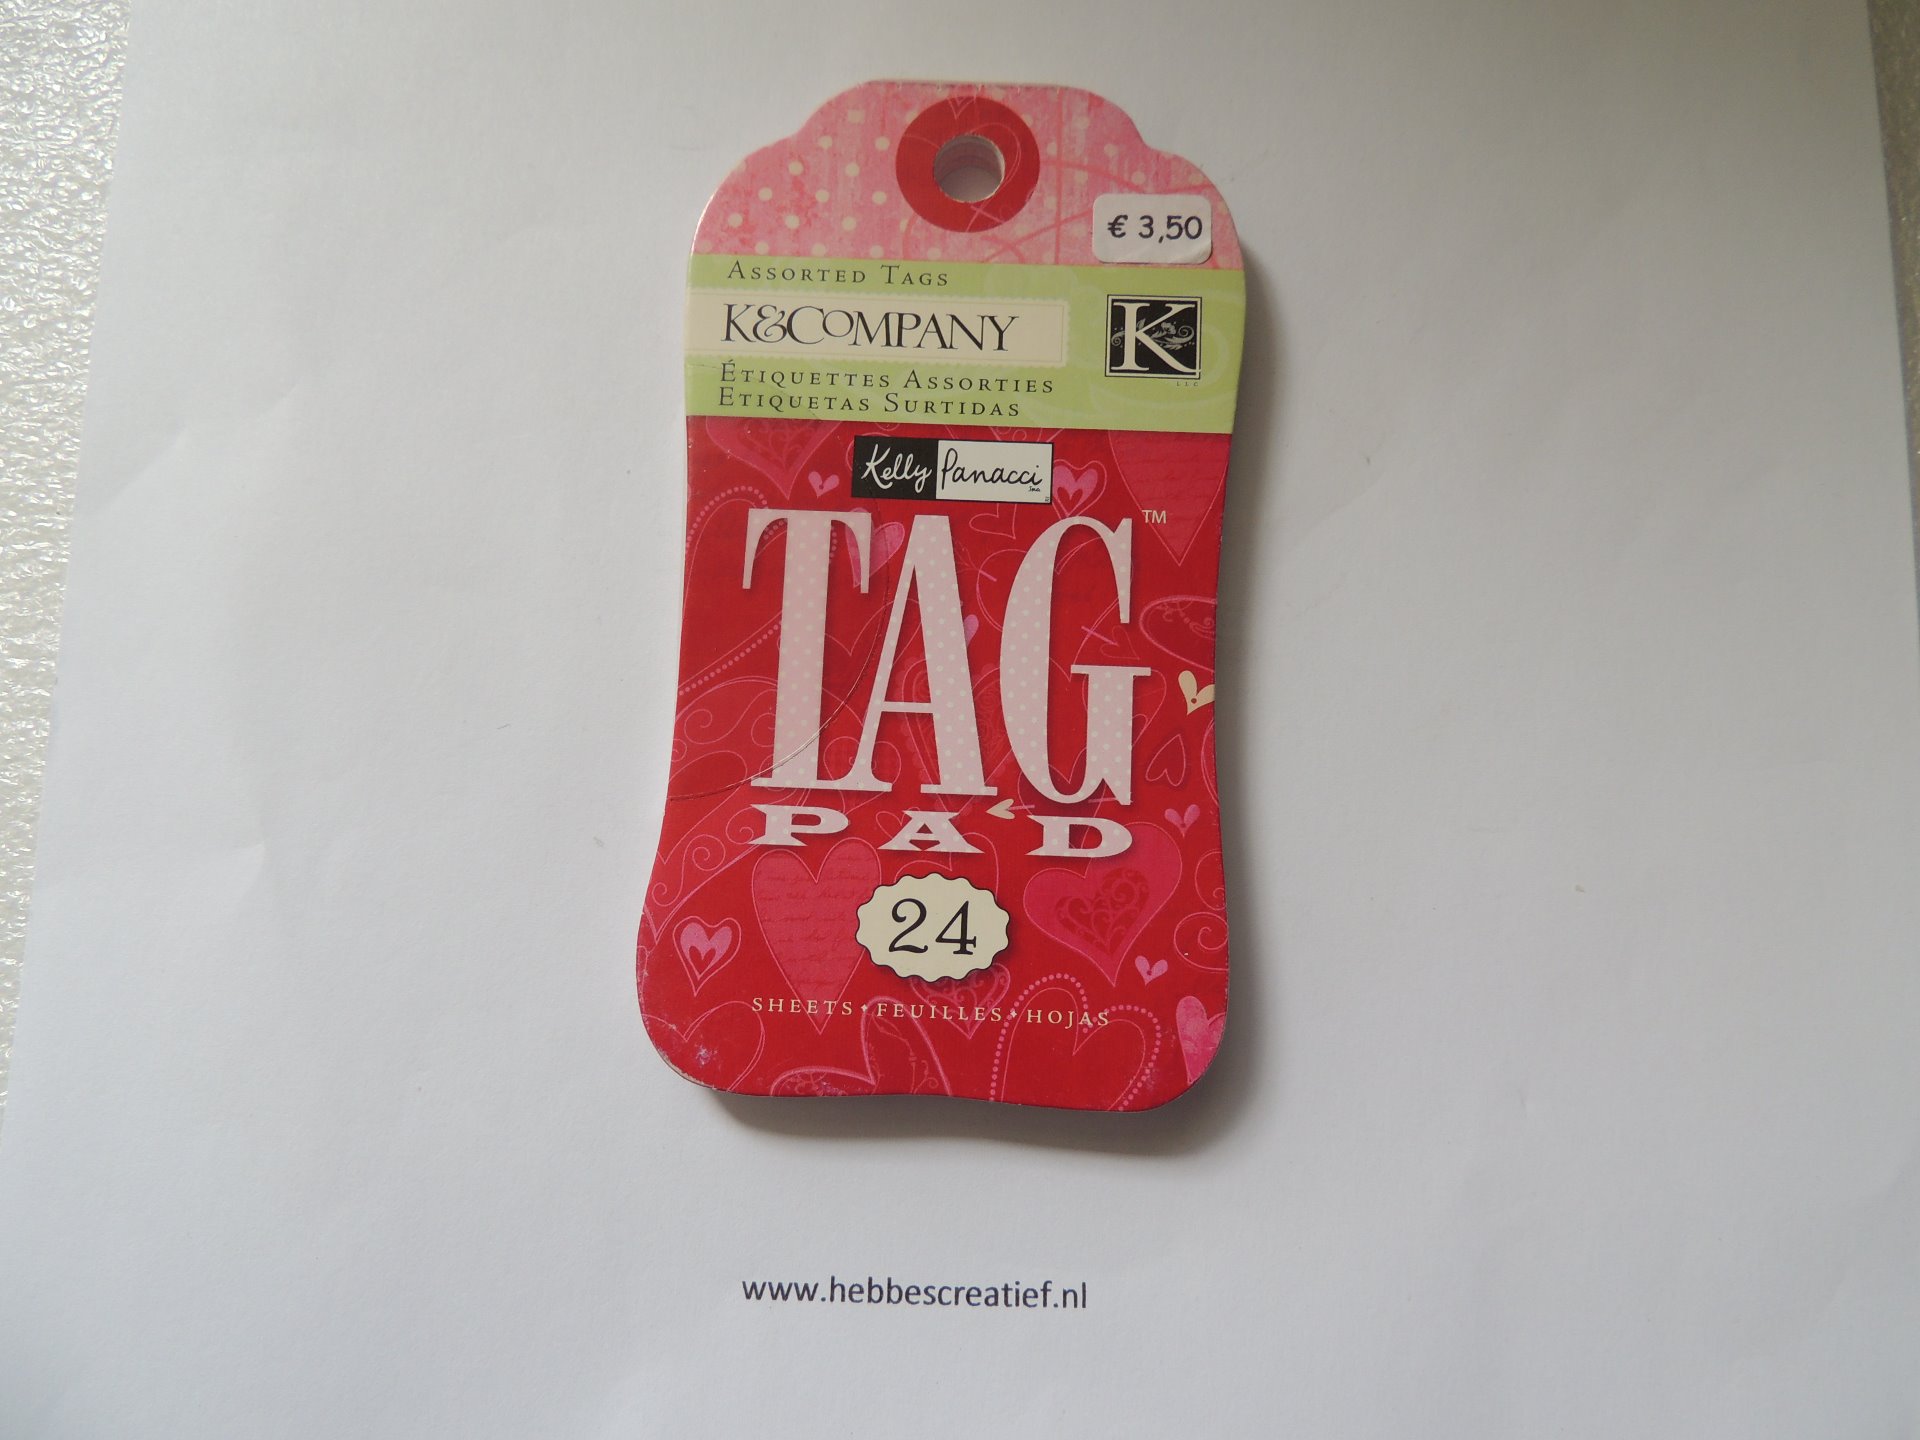 € 3,50
ASSORTED TAGS
K&COMPANY
K
LLC
ÉTIQUETTES ASSORTIES
ETIQUETAS SURTIDAS
Kelly Panacci
TAG™
PAD
24
SHEETS • FEUILLES • HOJAS
www.hebbescreatief.nl